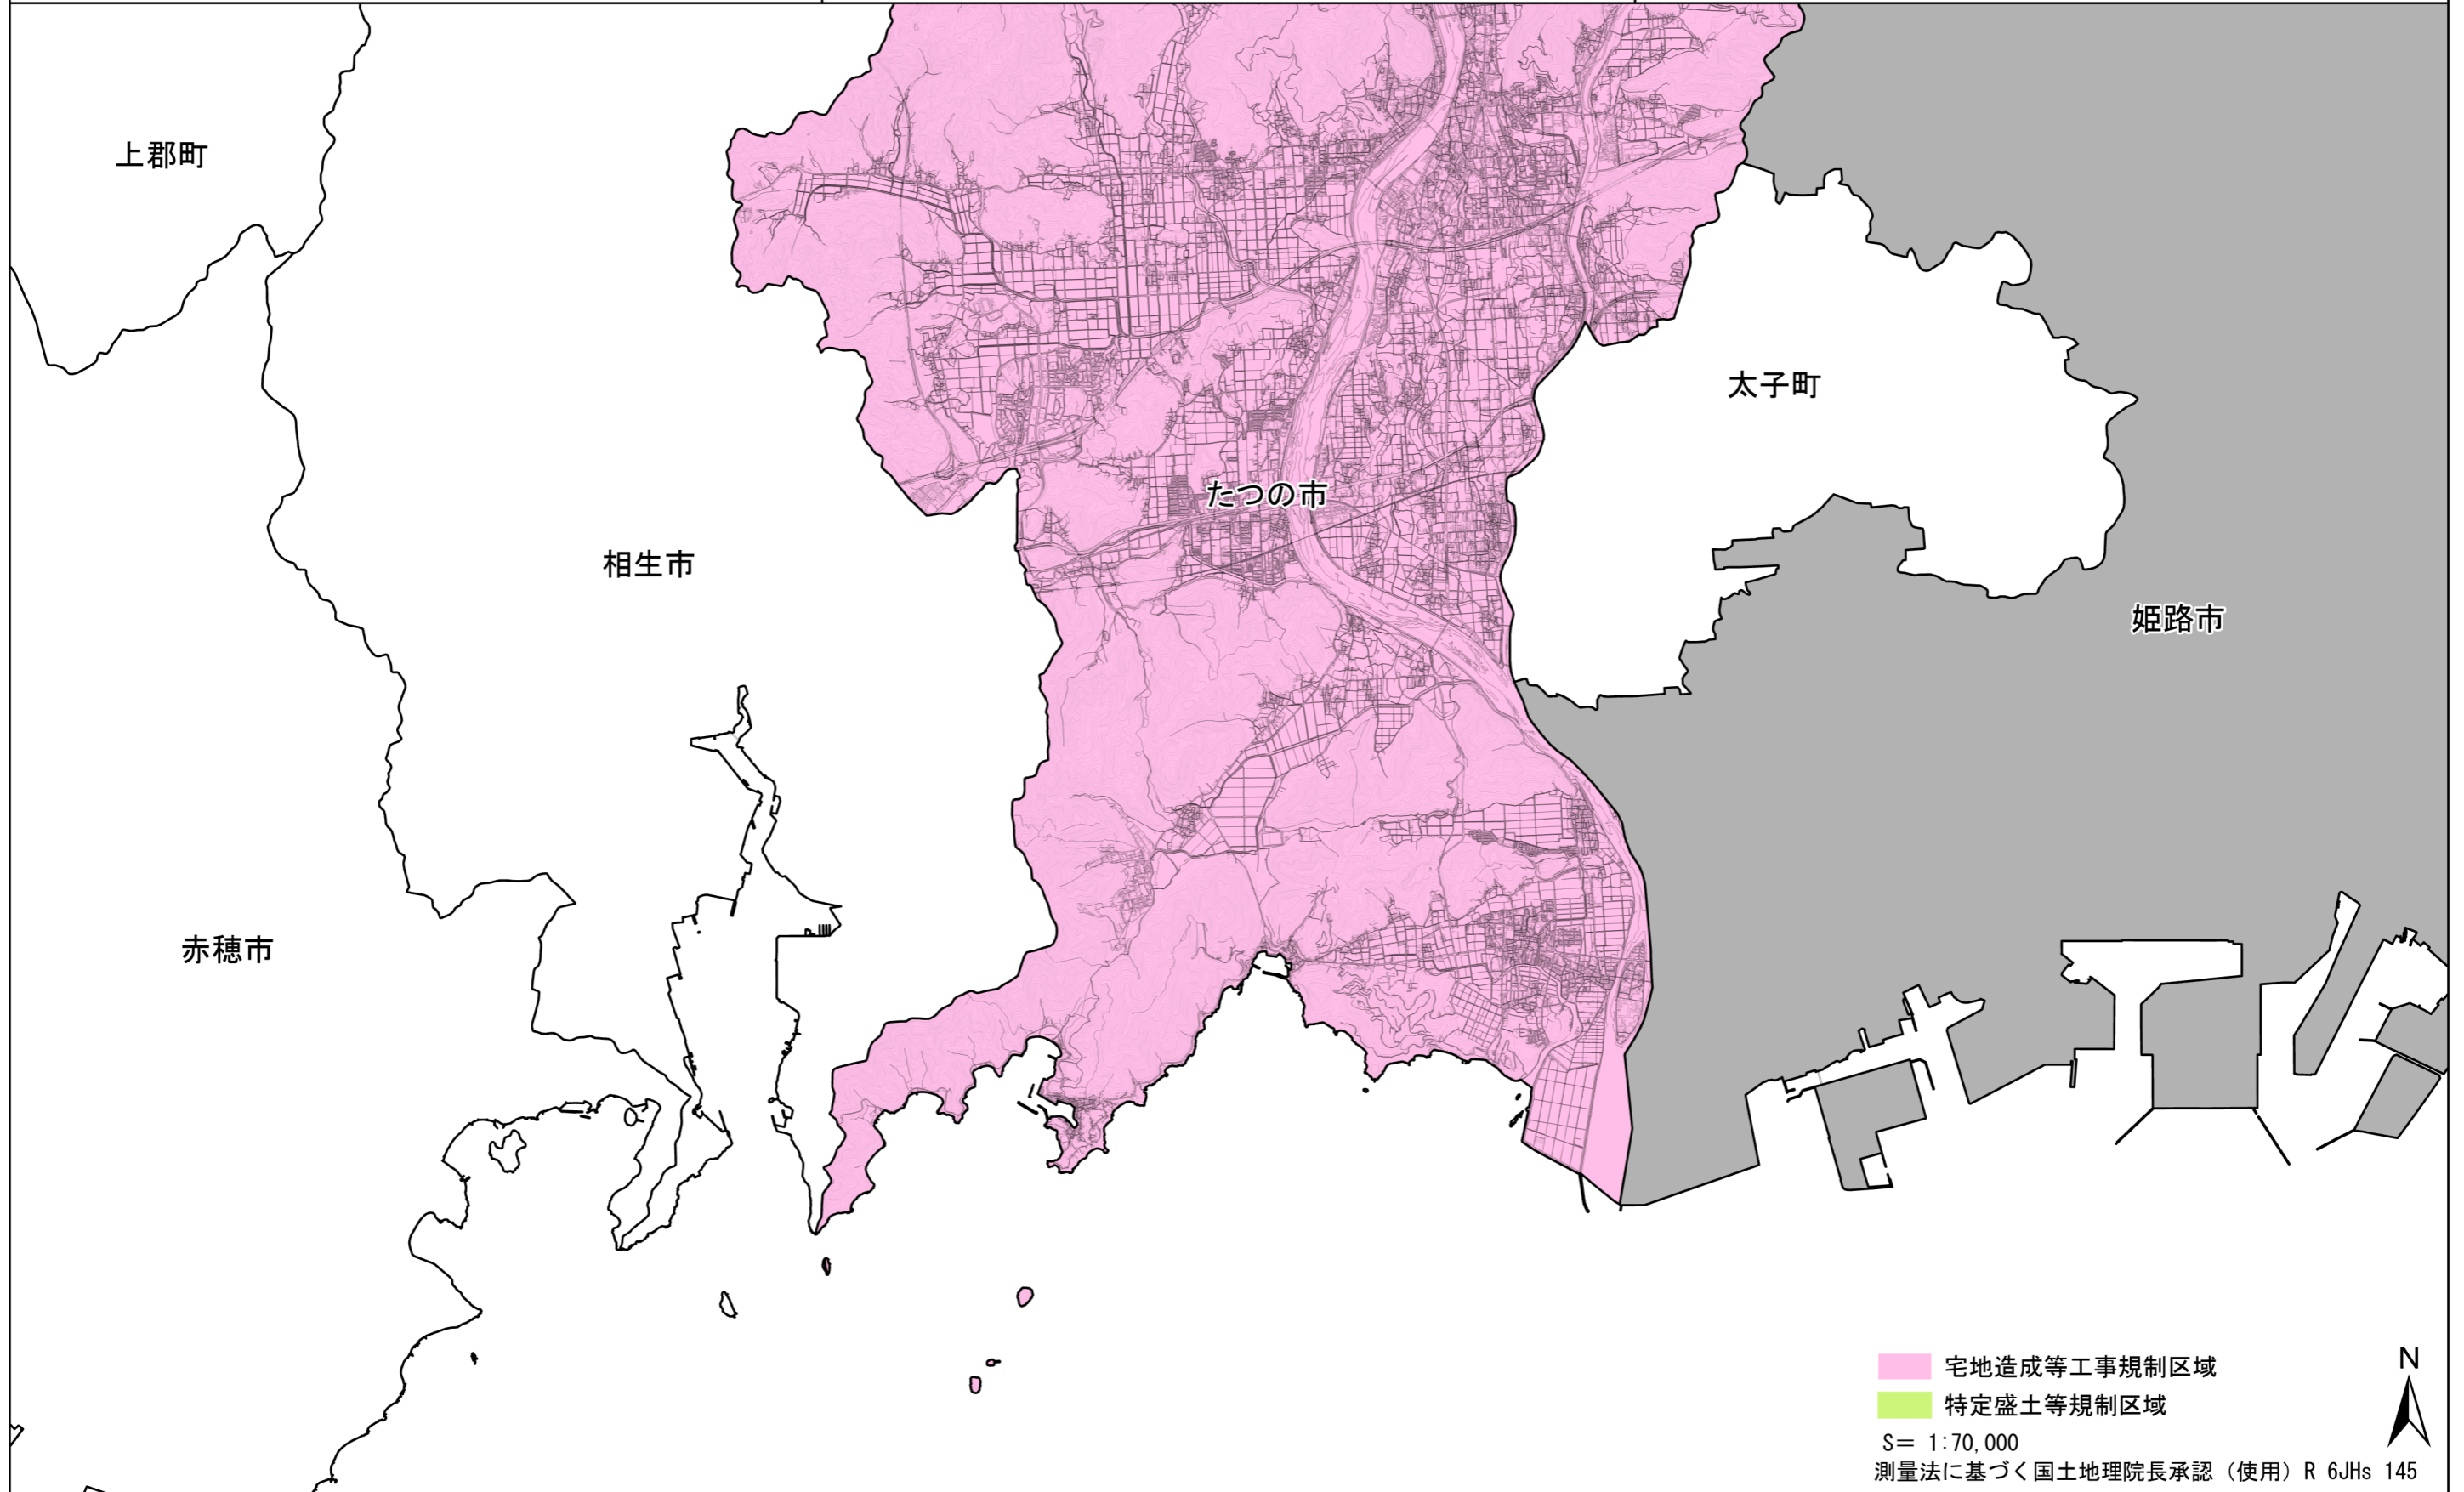 上郡町
太子町
たつの市
相生市
姫路市
赤穂市
N
宅地造成等工事規制区域
特定盛土等規制区域
S＝ 1:70,000
測量法に基づく国土地理院長承認（使用）R 6JHs 145